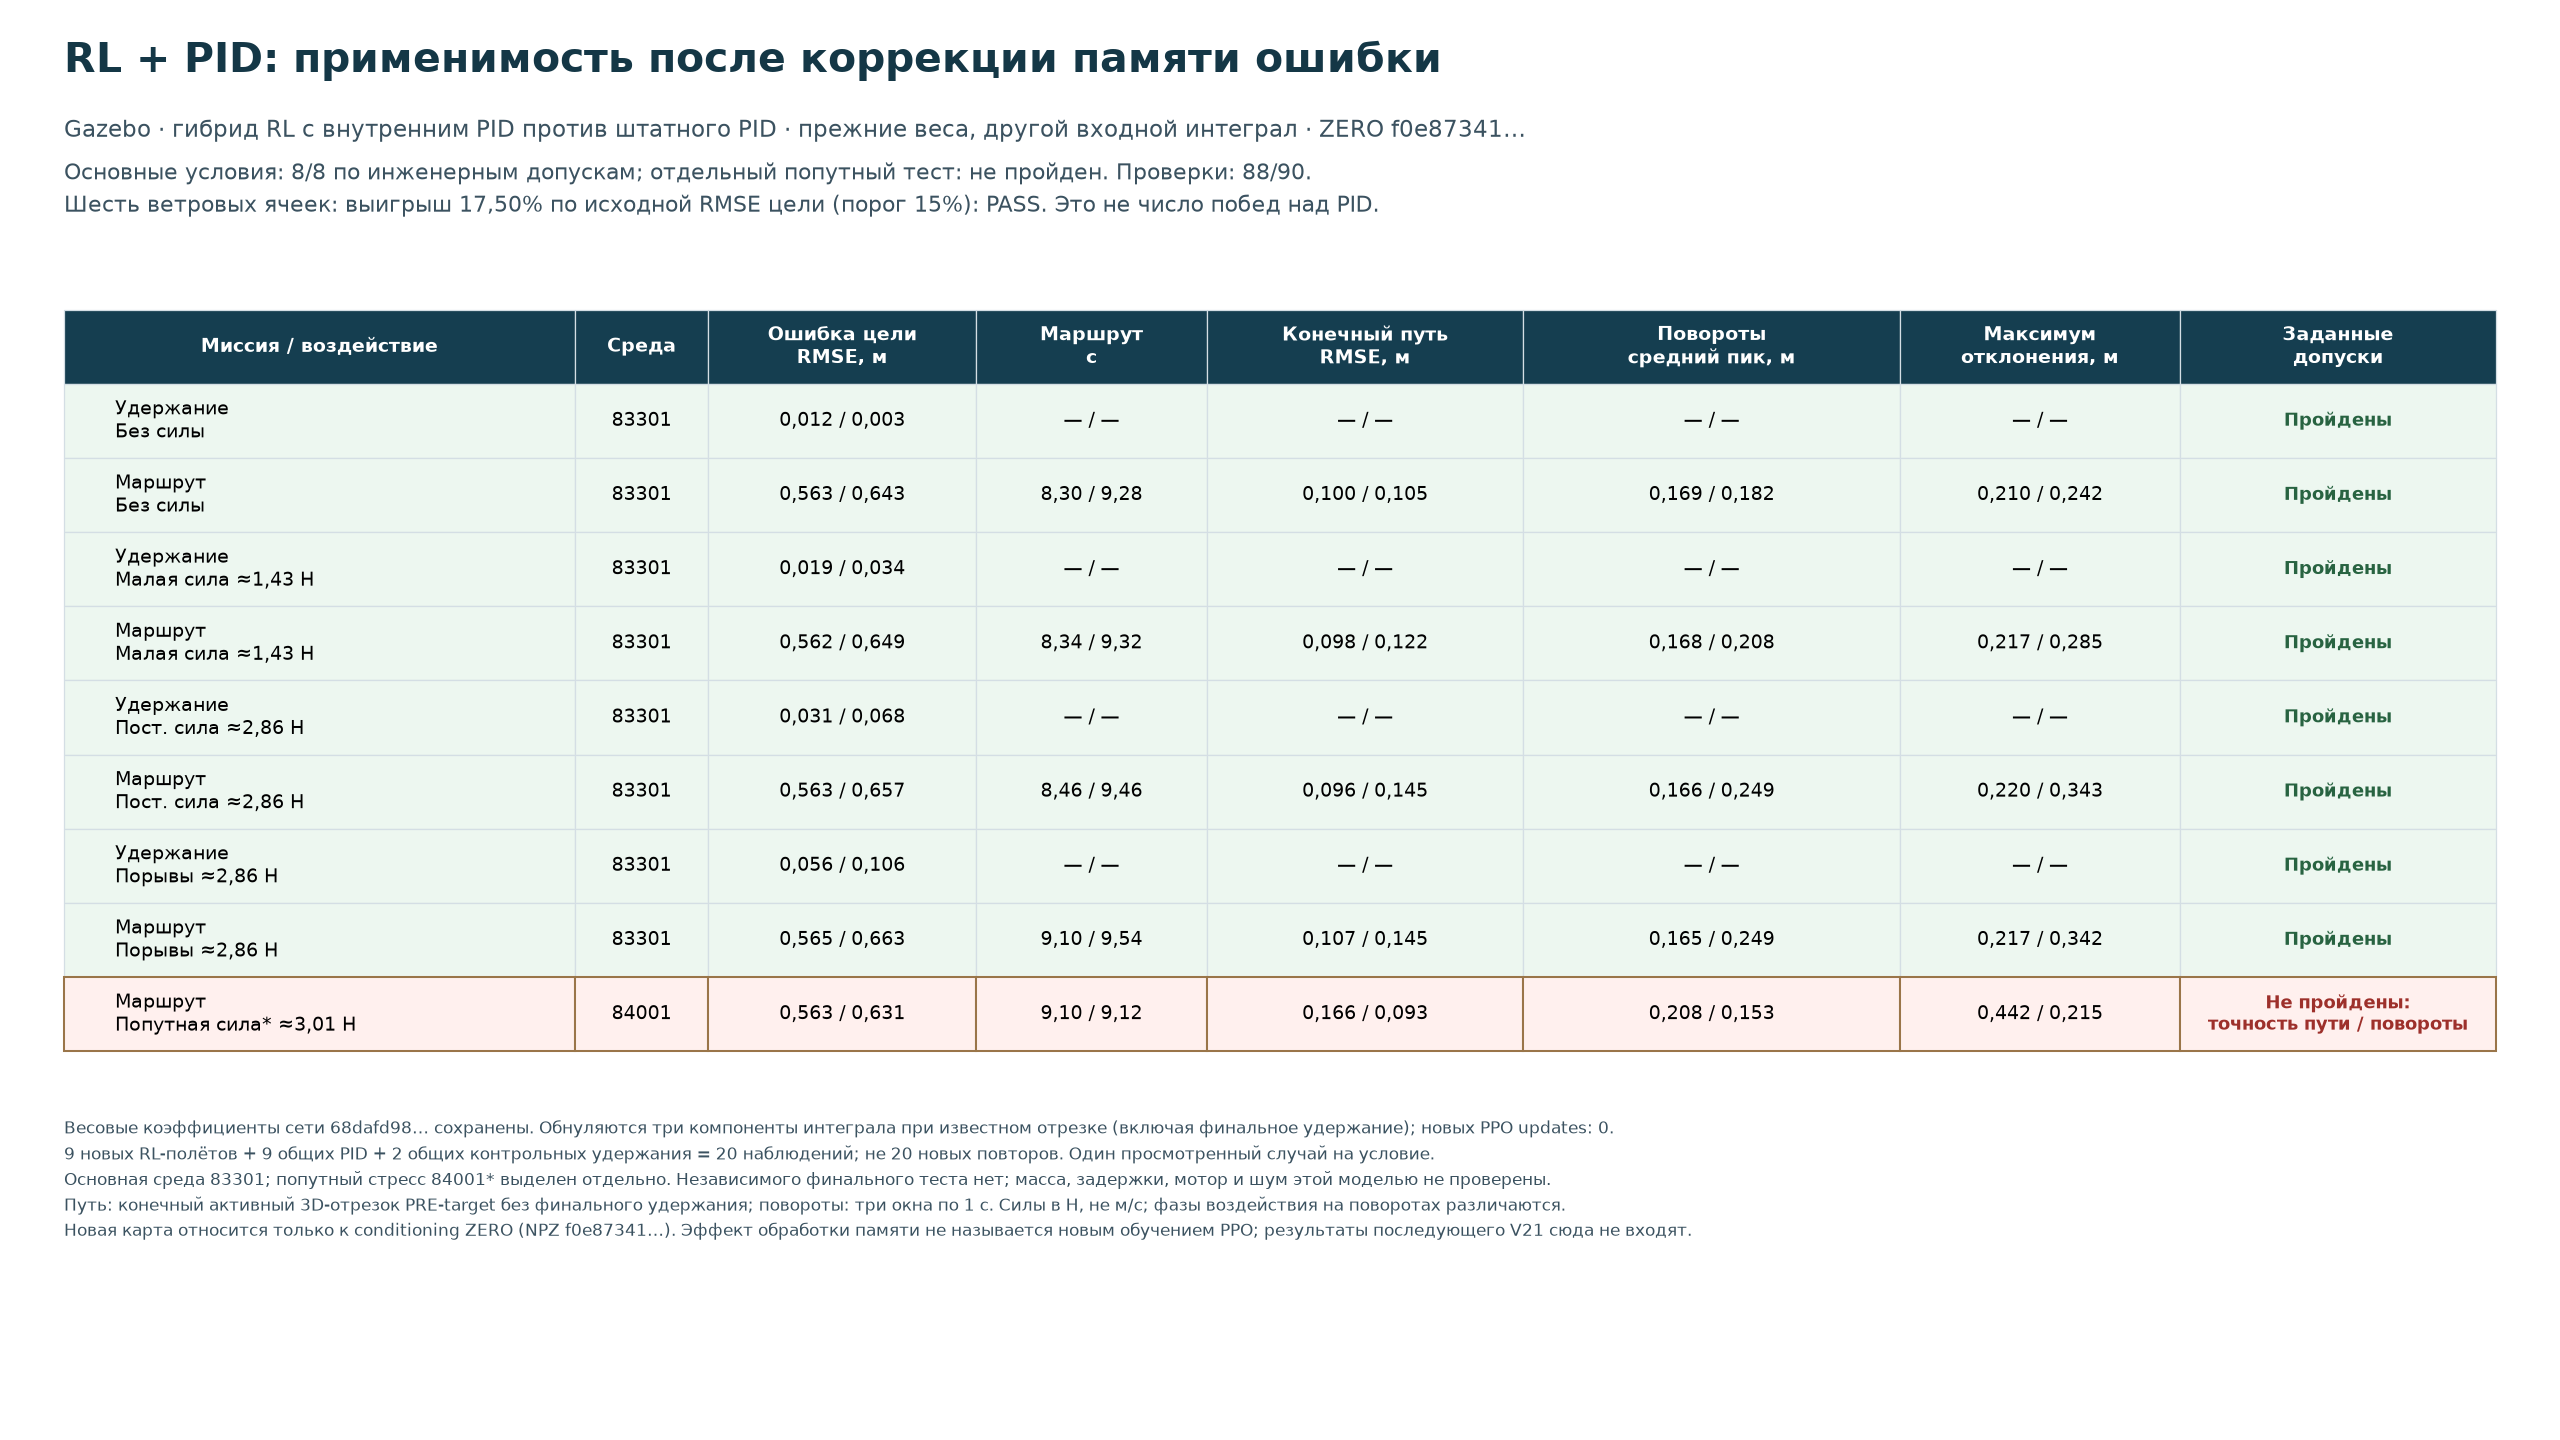 RL + PID: применимость после коррекции памяти ошибки
Gazebo · гибрид RL с внутренним PID против штатного PID · прежние веса, другой входной интеграл · ZERO f0e87341…
Основные условия: 8/8 по инженерным допускам; отдельный попутный тест: не пройден. Проверки: 88/90.
Шесть ветровых ячеек: выигрыш 17,50% по исходной RMSE цели (порог 15%): PASS. Это не число побед над PID.
Миссия / воздействие
Среда
Ошибка цели
RMSE, м
Маршрут
с
Конечный путь
RMSE, м
Повороты
средний пик, м
Максимум
отклонения, м
Заданные
допуски
Удержание
Без силы
83301
0,012 / 0,003
— / —
— / —
— / —
— / —
Пройдены
Маршрут
Без силы
83301
0,563 / 0,643
8,30 / 9,28
0,100 / 0,105
0,169 / 0,182
0,210 / 0,242
Пройдены
Удержание
Малая сила ≈1,43 Н
83301
0,019 / 0,034
— / —
— / —
— / —
— / —
Пройдены
Маршрут
Малая сила ≈1,43 Н
83301
0,562 / 0,649
8,34 / 9,32
0,098 / 0,122
0,168 / 0,208
0,217 / 0,285
Пройдены
Удержание
Пост. сила ≈2,86 Н
83301
0,031 / 0,068
— / —
— / —
— / —
— / —
Пройдены
Маршрут
Пост. сила ≈2,86 Н
83301
0,563 / 0,657
8,46 / 9,46
0,096 / 0,145
0,166 / 0,249
0,220 / 0,343
Пройдены
Удержание
Порывы ≈2,86 Н
83301
0,056 / 0,106
— / —
— / —
— / —
— / —
Пройдены
Маршрут
Порывы ≈2,86 Н
83301
0,565 / 0,663
9,10 / 9,54
0,107 / 0,145
0,165 / 0,249
0,217 / 0,342
Пройдены
Маршрут
Попутная сила* ≈3,01 Н
84001
0,563 / 0,631
9,10 / 9,12
0,166 / 0,093
0,208 / 0,153
0,442 / 0,215
Не пройдены:
точность пути / повороты
Весовые коэффициенты сети 68dafd98… сохранены. Обнуляются три компоненты интеграла при известном отрезке (включая финальное удержание); новых PPO updates: 0.
9 новых RL-полётов + 9 общих PID + 2 общих контрольных удержания = 20 наблюдений; не 20 новых повторов. Один просмотренный случай на условие.
Основная среда 83301; попутный стресс 84001* выделен отдельно. Независимого финального теста нет; масса, задержки, мотор и шум этой моделью не проверены.
Путь: конечный активный 3D-отрезок PRE-target без финального удержания; повороты: три окна по 1 с. Силы в Н, не м/с; фазы воздействия на поворотах различаются.
Новая карта относится только к conditioning ZERO (NPZ f0e87341…). Эффект обработки памяти не называется новым обучением PPO; результаты последующего V21 сюда не входят.